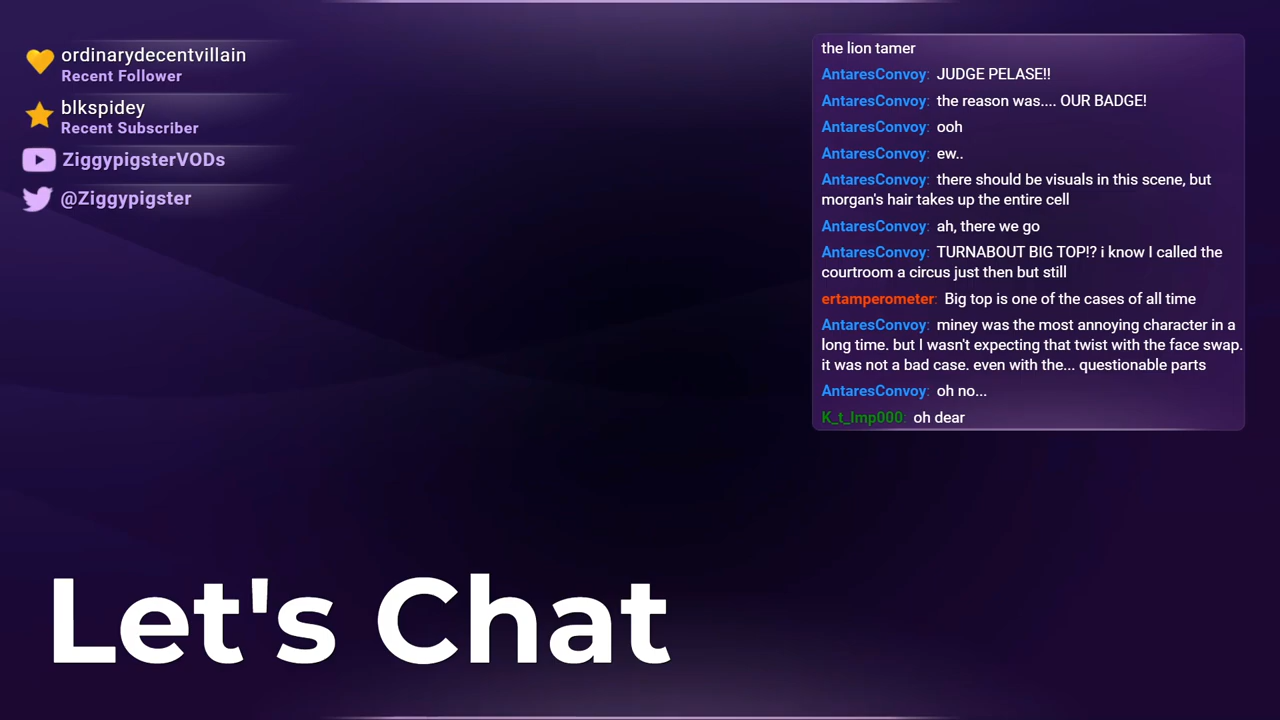 ordinarydecentvillain
Recent Follower
blkspidey
Recent Subscriber
ZiggypigsterVODs
@Ziggypigster
the lion tamer
AntaresConvoy: JUDGE PELASE!!
AntaresConvoy: the reason was.... OUR BADGE!
AntaresConvoy: ooh
AntaresConvoy: ew..
AntaresConvoy: there should be visuals in this scene, but
morgan's hair takes up the entire cell
AntaresConvoy: ah, there we go
AntaresConvoy: TURNABOUT BIG TOP!? i know I called the
courtroom a circus just then but still
ertamperometer: Big top is one of the cases of all time
AntaresConvoy: miney was the most annoying character in a
long time. but I wasn't expecting that twist with the face swap.
it was not a bad case. even with the... questionable parts
AntaresConvoy: oh no...
K_t_Imp000: oh dear
Let's Chat